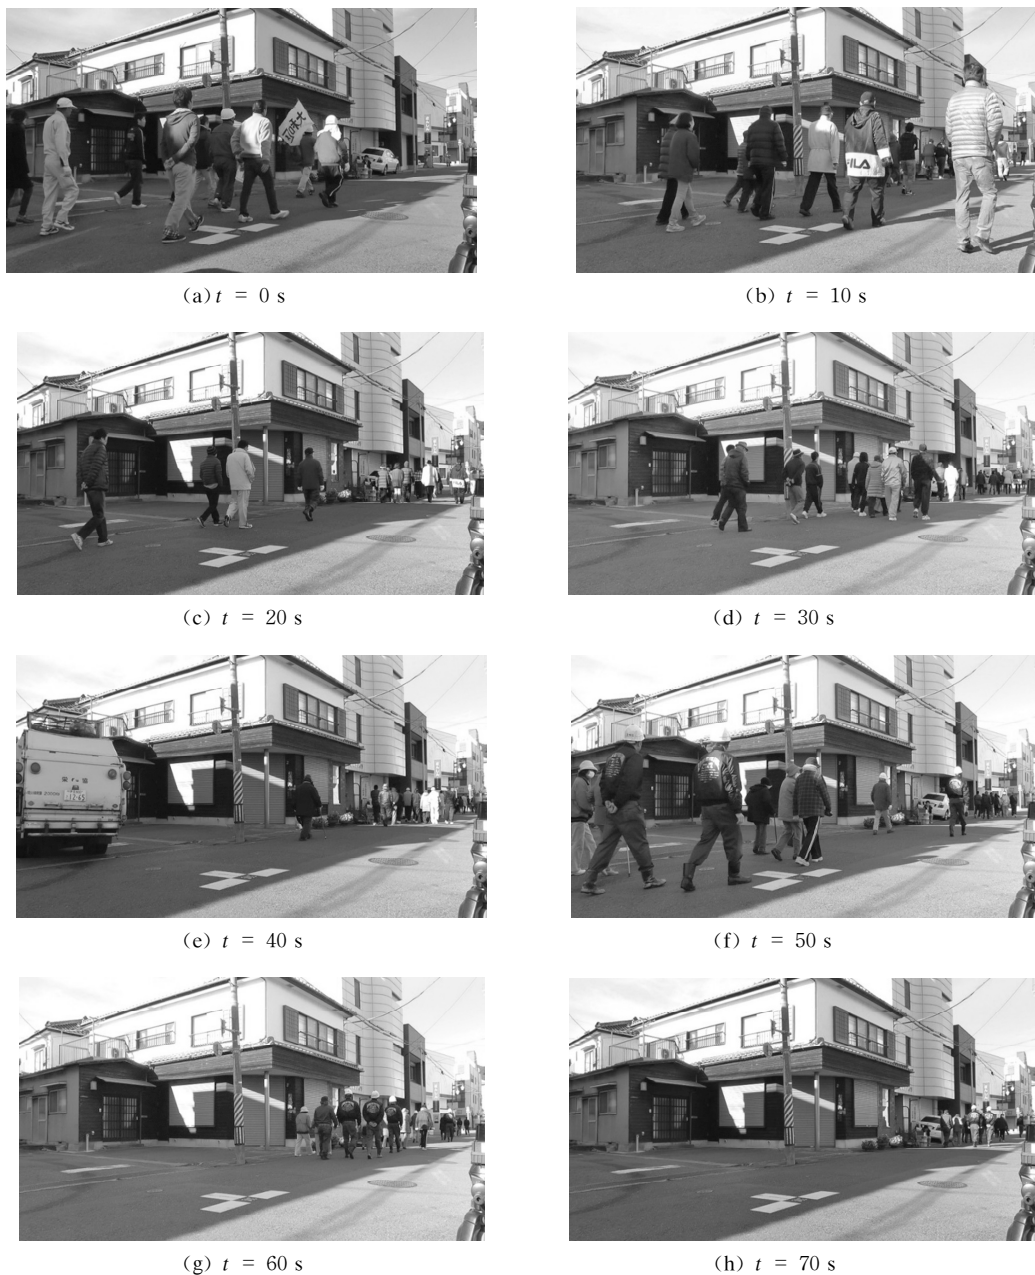 (a) t = 0 s
(b) t = 10 s
FILA
(c) t = 20 s
(d) t = 30 s
(e) t = 40 s
(f) t = 50 s
(g) t = 60 s
(h) t = 70 s